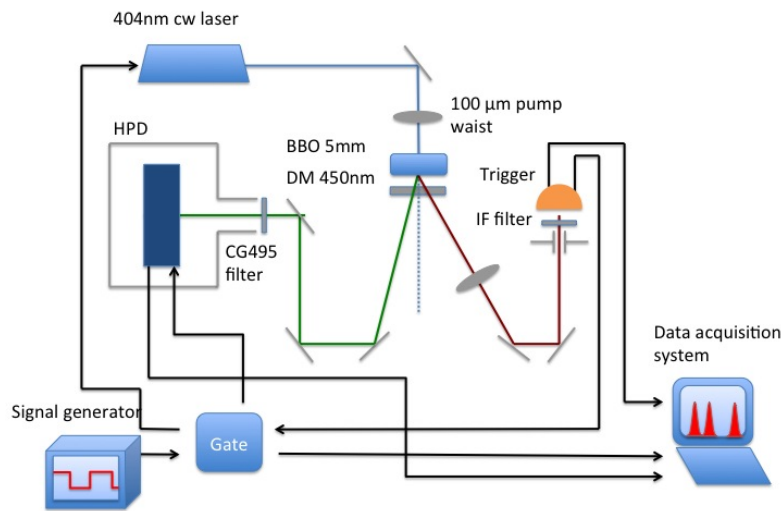 404nm cw laser
100 μm pump
waist
HPD
BBO 5mm
DM 450nm
Trigger
IF filter
CG495
filter
Data acquisition
system
Signal generator
Gate